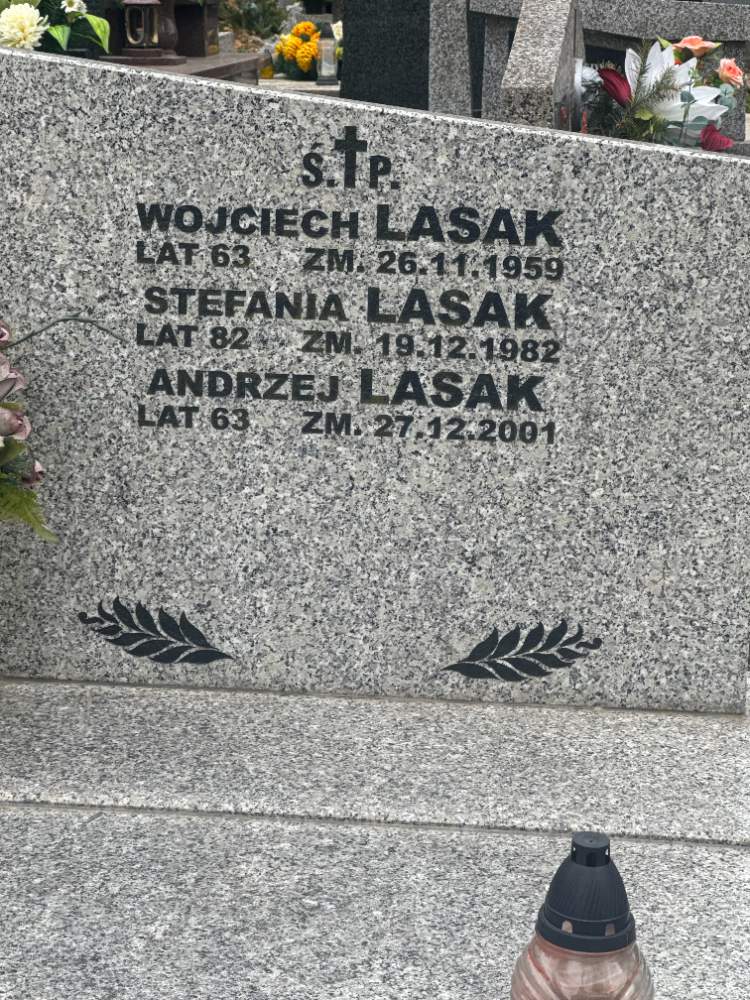 Ś. P.
WOJCIECH LASAK
LAT 63 ZM. 26.11.1959
STEFANIA LASAK
LAT 82 ZM. 19.12.1982
ANDRZEJ LASAK
LAT 63 ZM. 27.12.2001